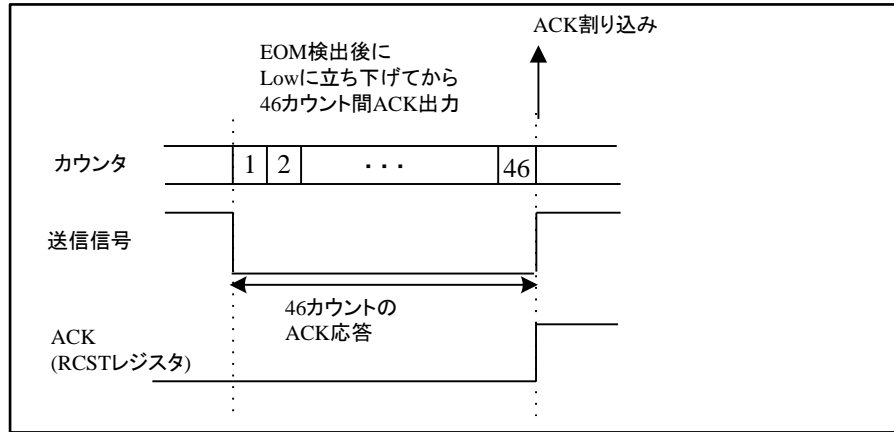 ACK割り込み
EOM検出後に
Lowに立ち下げてから
46カウント間ACK出力
カウンタ
1 2 ・・・ 46
送信信号
46カウントの
ACK応答
ACK
(RCSTレジスタ)